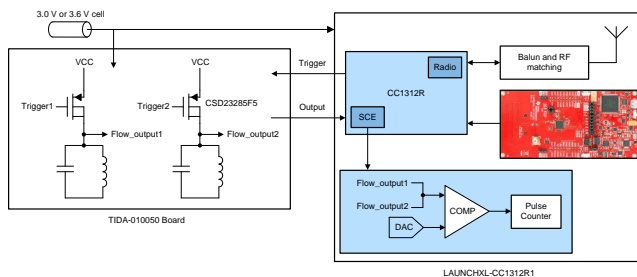 3.0 V or 3.6 V cell
VCC
VCC
Trigger1
Trigger2
CSD23285F5
Flow_output1
Flow_output2
TIDA-010050 Board
Trigger
Output
Radio
CC1312R
SCE
Balun and RF
matching
Flow_output1
Flow_output2
DAC
COMP
Pulse
Counter
LAUNCHXL-CC1312R1